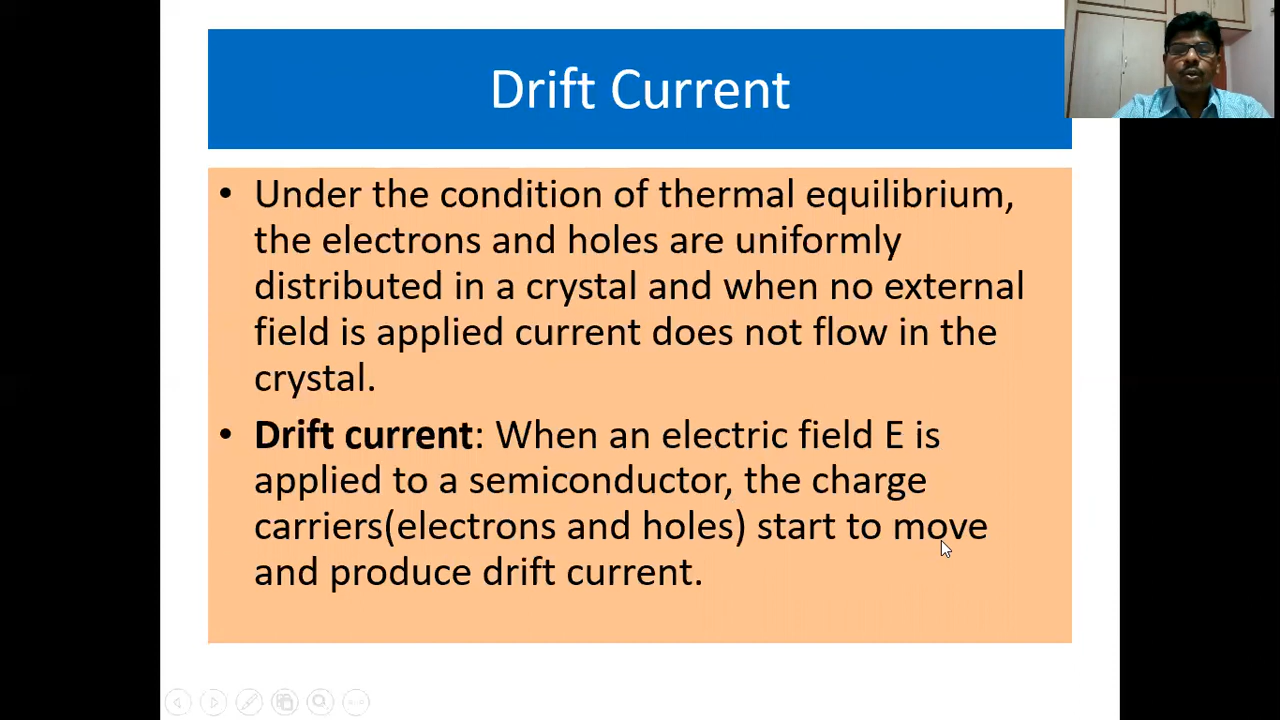 Drift Current
• Under the condition of thermal equilibrium,
the electrons and holes are uniformly
distributed in a crystal and when no external
field is applied current does not flow in the
crystal.
• Drift current: When an electric field E is
applied to a semiconductor, the charge
carriers(electrons and holes) start to move
and produce drift current.